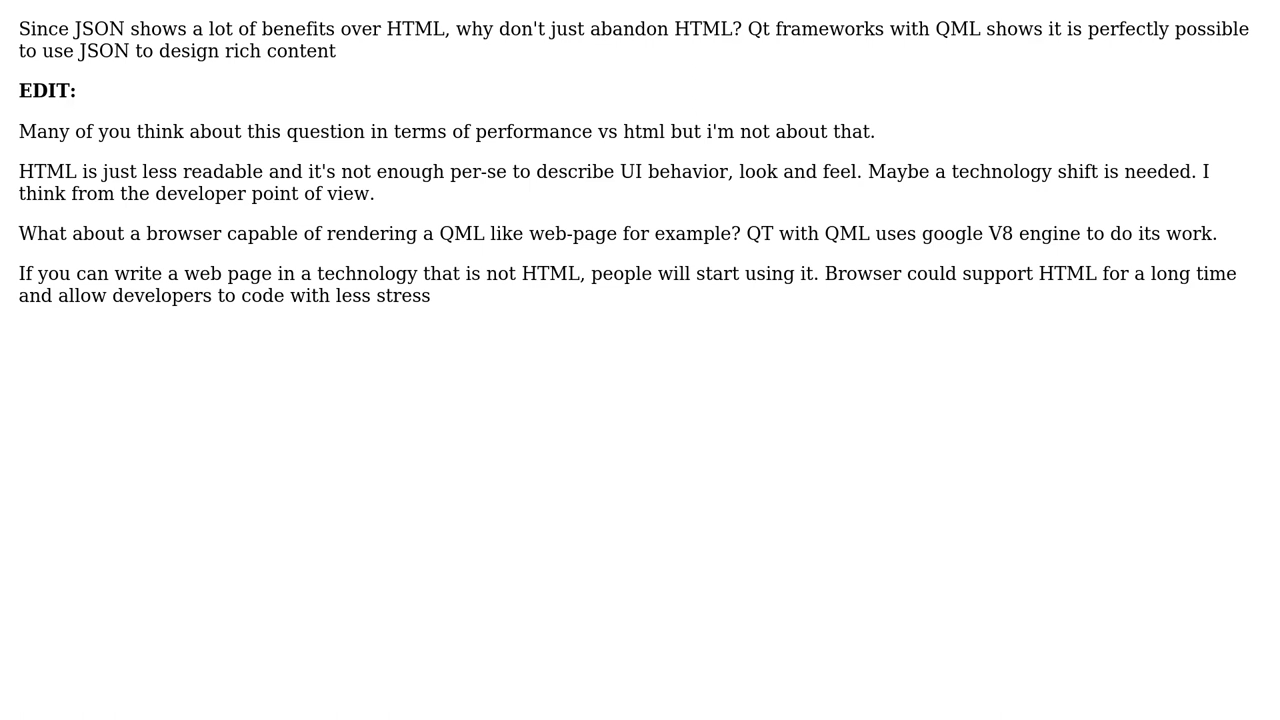 Since JSON shows a lot of benefits over HTML, why don't just abandon HTML? Qt frameworks with QML shows it is perfectly possible
to use JSON to design rich content
EDIT:
Many of you think about this question in terms of performance vs html but i'm not about that.
HTML is just less readable and it's not enough per-se to describe UI behavior, look and feel. Maybe a technology shift is needed. I
think from the developer point of view.
What about a browser capable of rendering a QML like web-page for example? QT with QML uses google V8 engine to do its work.
If you can write a web page in a technology that is not HTML, people will start using it. Browser could support HTML for a long time
and allow developers to code with less stress